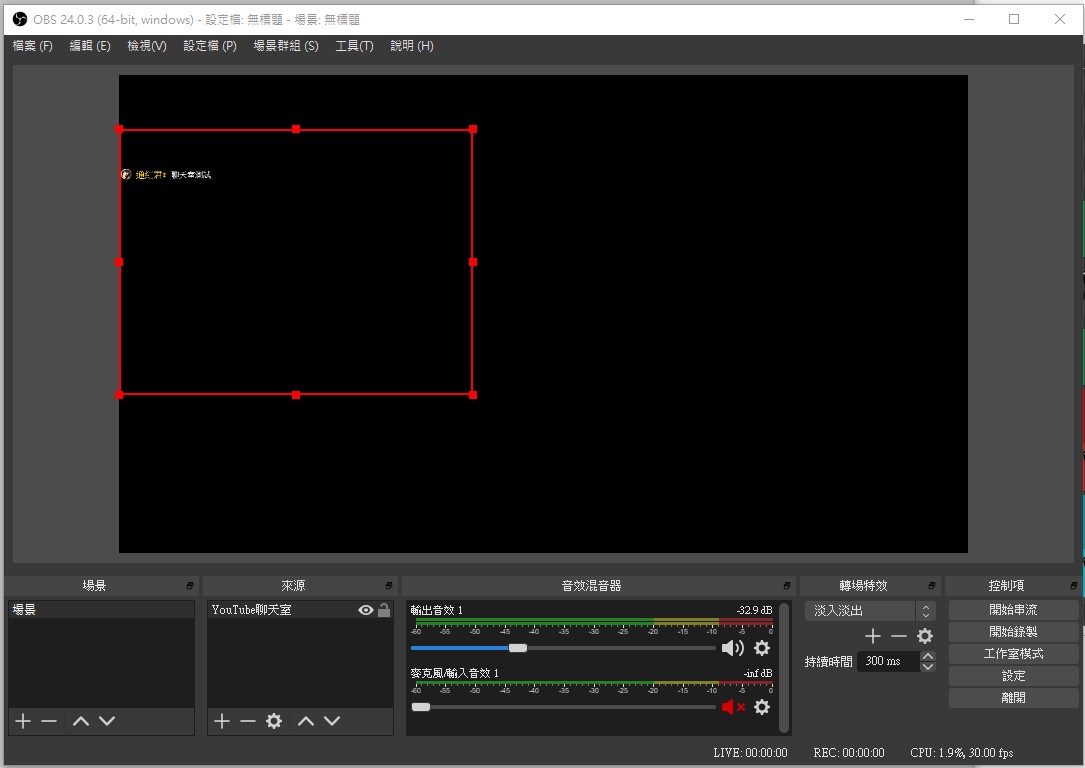 OBS 24.0.3 (64-bit, windows) - 設定檔: 無標題 - 場景: 無標題
檔案 (F) 編輯 (E) 檢視(V) 設定檔 (P) 場景群組 (S) 工具(T) 說明 (H)
通紅君: 聊天室測試
場景
場景
來源
YouTube聊天室
音效混音器
輸出音效 1 -32.9 dB
-60 -55 -50 -45 -40 -35 -30 -25 -20 -15 -10 -5 0
麥克風/輸入音效 1 -inf dB
-60 -55 -50 -45 -40 -35 -30 -25 -20 -15 -10 -5 0
轉場特效
淡入淡出
持續時間 300 ms
控制項
開始串流
開始錄製
工作室模式
設定
離開
LIVE: 00:00:00 REC: 00:00:00 CPU: 1.9%, 30.00 fps